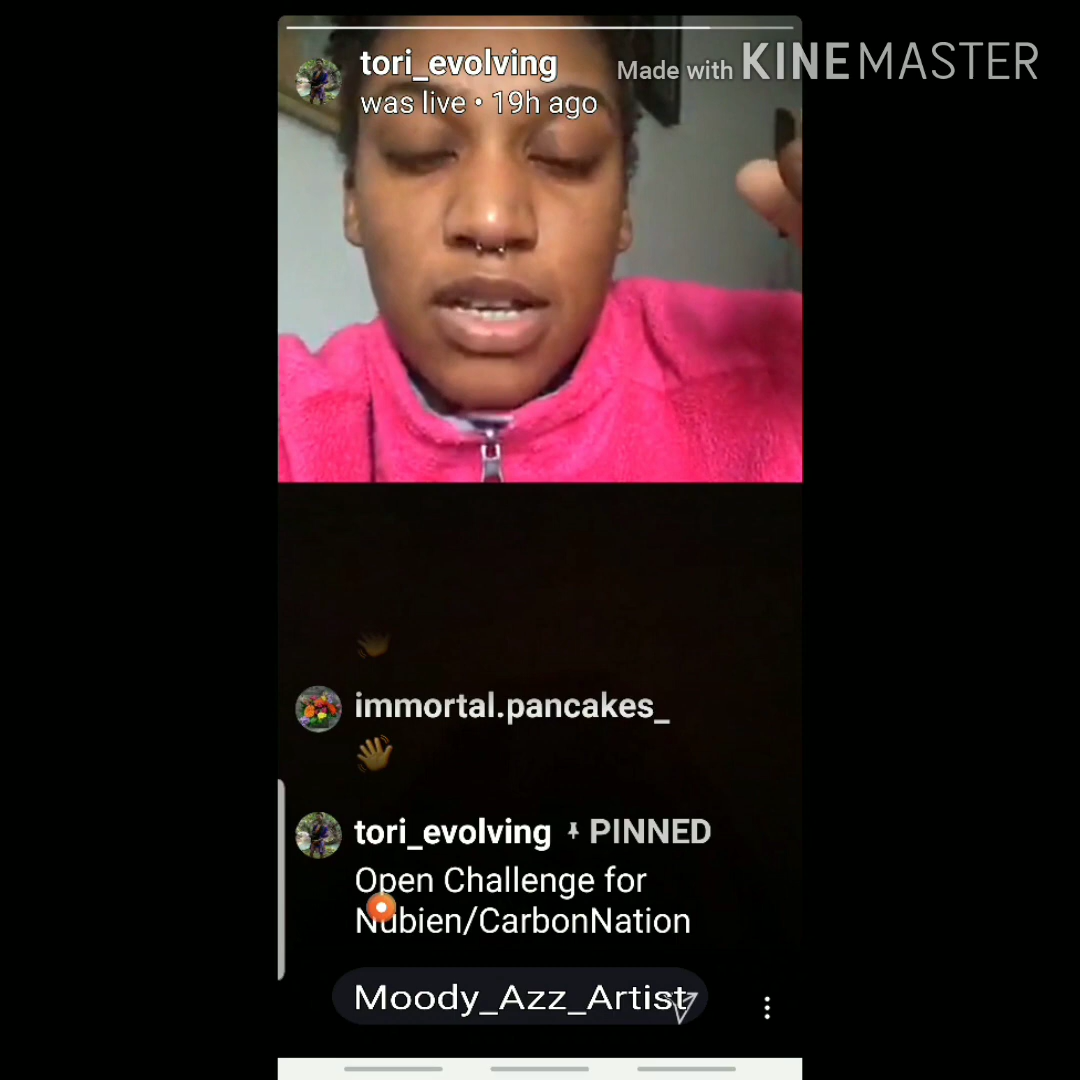 tori_evolving
was live • 19h ago
Made with KINEMASTER
immortal.pancakes_
👋
tori_evolving PINNED
Open Challenge for
Nubien/CarbonNation
Moody_Azz_Artist